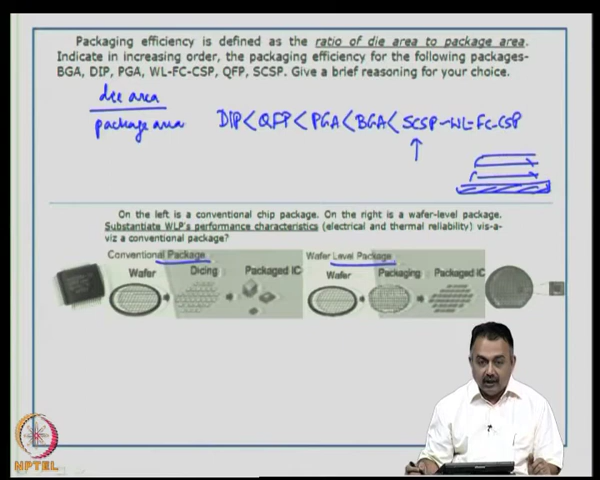 Packaging efficiency is defined as the ratio of die area to package area.
Indicate in increasing order, the packaging efficiency for the following packages-
BGA, DIP, PGA, WL-FC-CSP, QFP, SCSP. Give a brief reasoning for your choice.
die area
package area
DIP<QFP<PGA<BGA<SCSP~WL-FC-CSP
On the left is a conventional chip package. On the right is a wafer-level package.
Substantiate WLP's performance characteristics (electrical and thermal reliability) vis-a-
viz a conventional package?
Conventional Package
Wafer Level Package
Wafer
Dicing
Packaged IC
Wafer
Packaging
Packaged IC
NPTEL